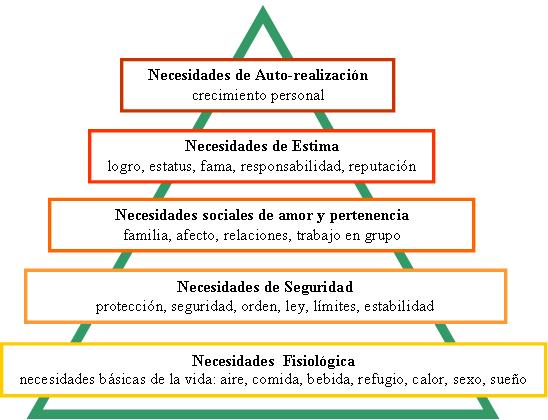 Necesidades de Auto-realización
crecimiento personal
Necesidades de Estima
logro, estatus, fama, responsabilidad, reputación
Necesidades sociales de amor y pertenencia
familia, afecto, relaciones, trabajo en grupo
Necesidades de Seguridad
protección, seguridad, orden, ley, límites, estabilidad
Necesidades Fisiológica
necesidades básicas de la vida: aire, comida, bebida, refugio, calor, sexo, sueño